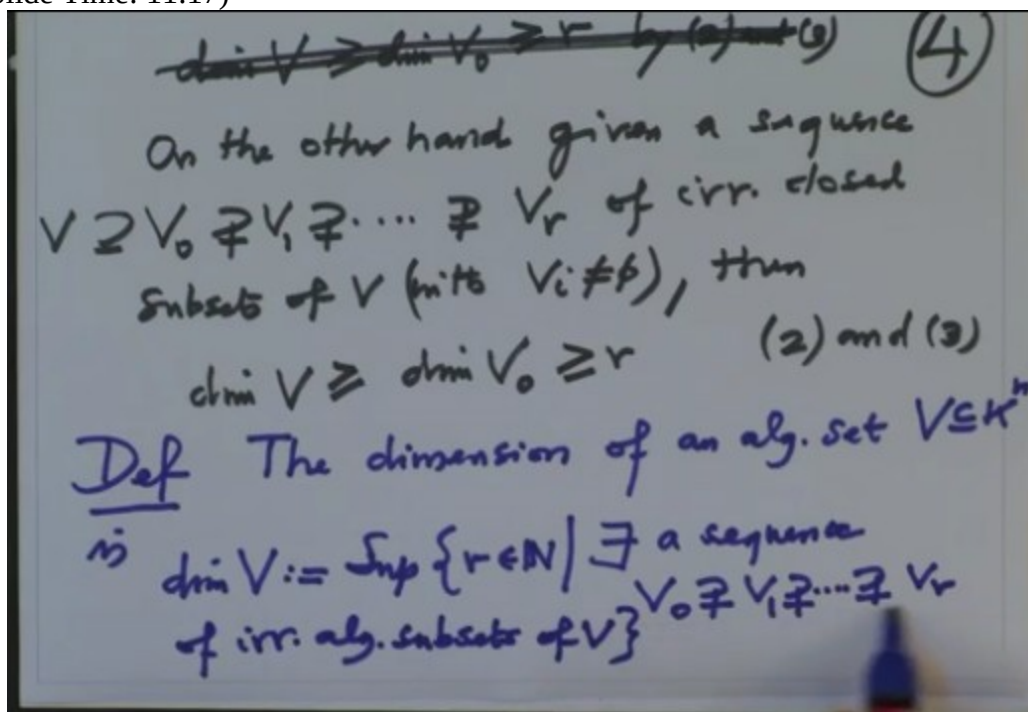 dim V ≥ dim V₀ ≥ r by (2) and (3)
④
On the other hand given a sequence
V ⊇ V₀ ⊋ V₁ ⊋ .... ⊋ Vr of irr. closed
subsets of V (with Vi ≠ ϕ), then
dim V ≥ dim V₀ ≥ r (2) and (3)
Def The dimension of an alg. set V ⊆ Kⁿ
is dim V := Sup {r ∈ ℕ | ∃ a sequence
V₀ ⊋ V₁ ⊋ .... ⊋ Vr
of irr. alg. subsets of V}